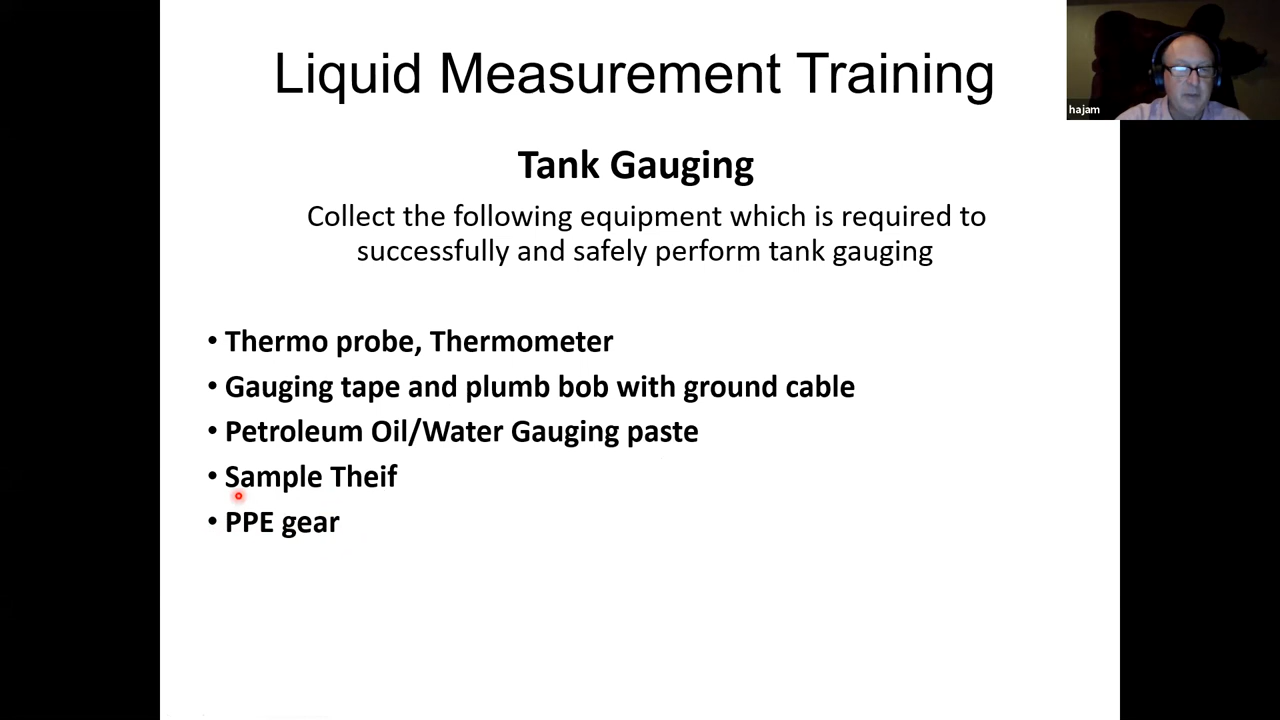 Liquid Measurement Training
hajam
Tank Gauging
Collect the following equipment which is required to
successfully and safely perform tank gauging
• Thermo probe, Thermometer
• Gauging tape and plumb bob with ground cable
• Petroleum Oil/Water Gauging paste
• Sample Theif
• PPE gear